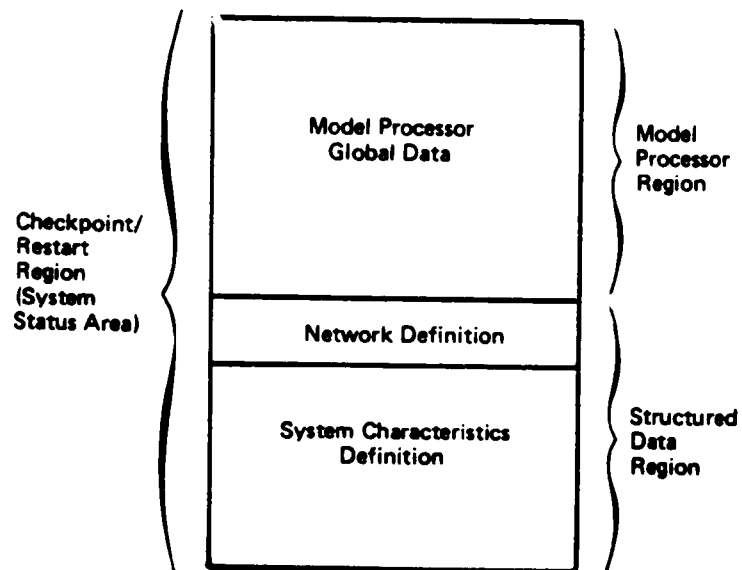 Checkpoint/
Restart
Region
(System
Status Area)
Model Processor
Global Data
Network Definition
System Characteristics
Definition
Model
Processor
Region
Structured
Data
Region